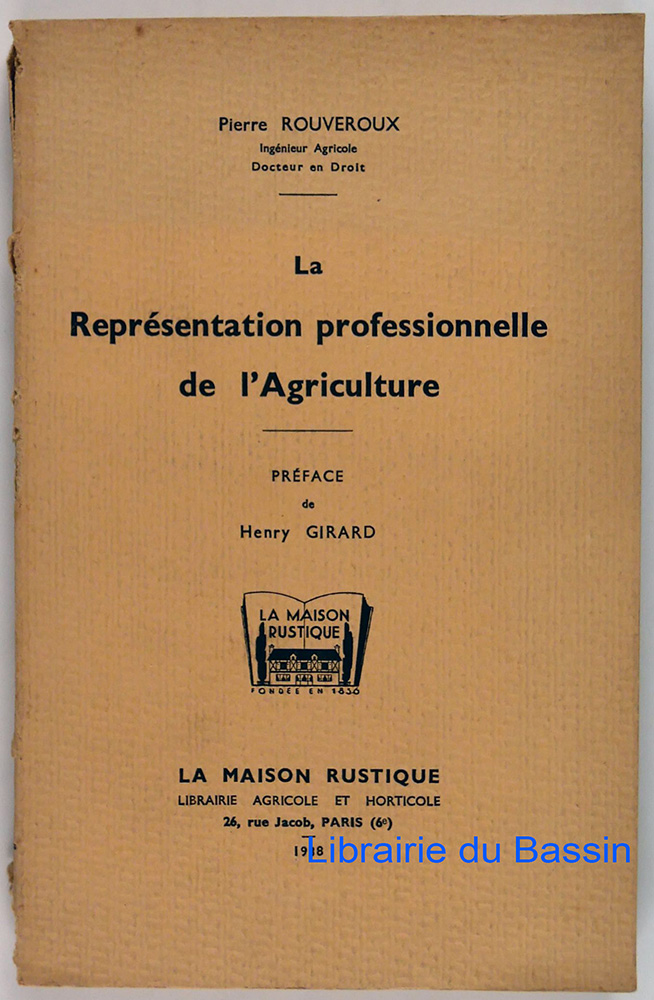 Pierre ROUVEROUX
Ingénieur Agricole
Docteur en Droit
La
Représentation professionnelle
de l'Agriculture
PRÉFACE
de
Henry GIRARD
LA MAISON
RUSTIQUE
FONDÉE EN 1836
LA MAISON RUSTIQUE
LIBRAIRIE AGRICOLE ET HORTICOLE
26, rue Jacob, PARIS (6e)
Librairie du Bassin